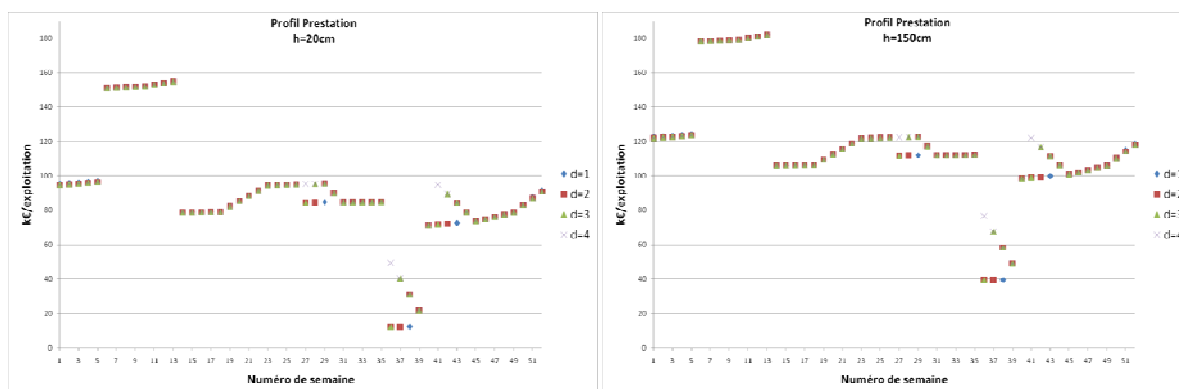 Profil Prestation
h=20cm
k€/exploitation
180
160
140
120
100
80
60
40
20
0
1 3 5 7 9 11 13 15 17 19 21 23 25 27 29 31 33 35 37 39 41 43 45 47 49 51
Numéro de semaine
d=1
d=2
d=3
d=4
Profil Prestation
h=150cm
180
160
140
120
100
80
60
40
20
0
1 3 5 7 9 11 13 15 17 19 21 23 25 27 29 31 33 35 37 39 41 43 45 47 49 51
Numéro de semaine
d=1
d=2
d=3
d=4